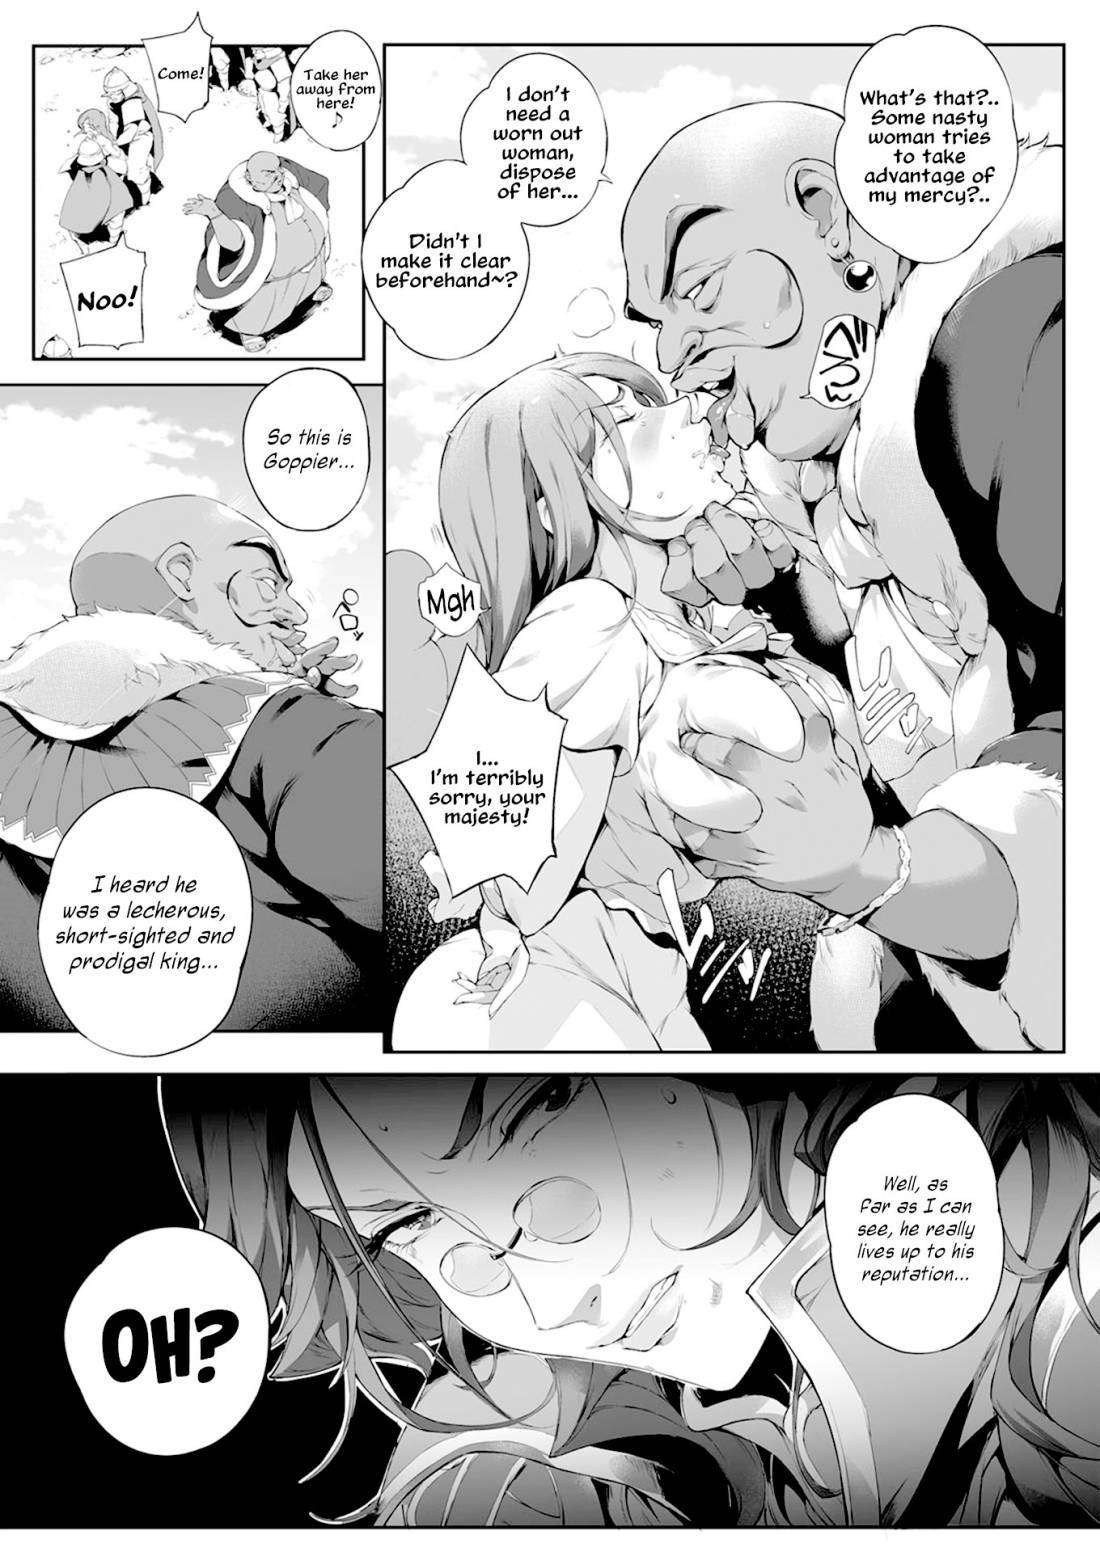 What's that?..
Some nasty
woman tries
to take
advantage of
my mercy?..
I don't
need a
worn out
woman,
dispose
of her...
Didn't I
make it clear
beforehand~?
Mgh
I...
I'm terribly
sorry, your
majesty!
Take her
away from
here!
♪
Come!
Noo!
So this is
Goppier...
ペロッ
I heard he
was a lecherous,
short-sighted and
prodigal king...
Well, as
far as I can
see, he really
lives up to his
reputation...
OH?